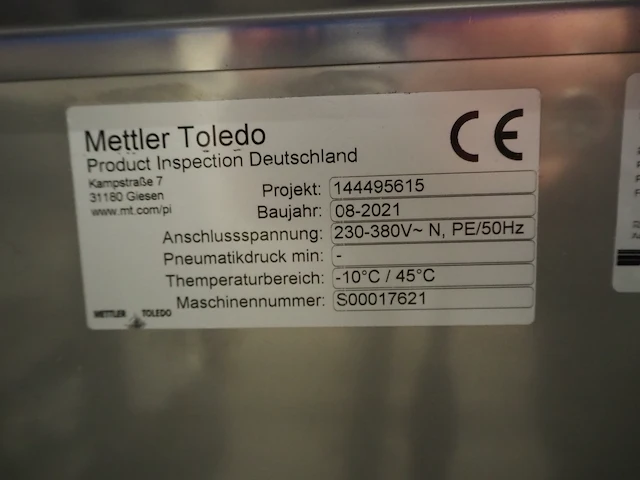 Mettler Toledo
Product Inspection Deutschland
Kampstraße 7
31180 Giesen
www.mt.com/pi
CE
Projekt: 144495615
Baujahr: 08-2021
Anschlussspannung: 230-380V~ N, PE/50Hz
Pneumatikdruck min: -
Themperaturbereich: -10°C / 45°C
Maschinennummer: S00017621
METTLER TOLEDO